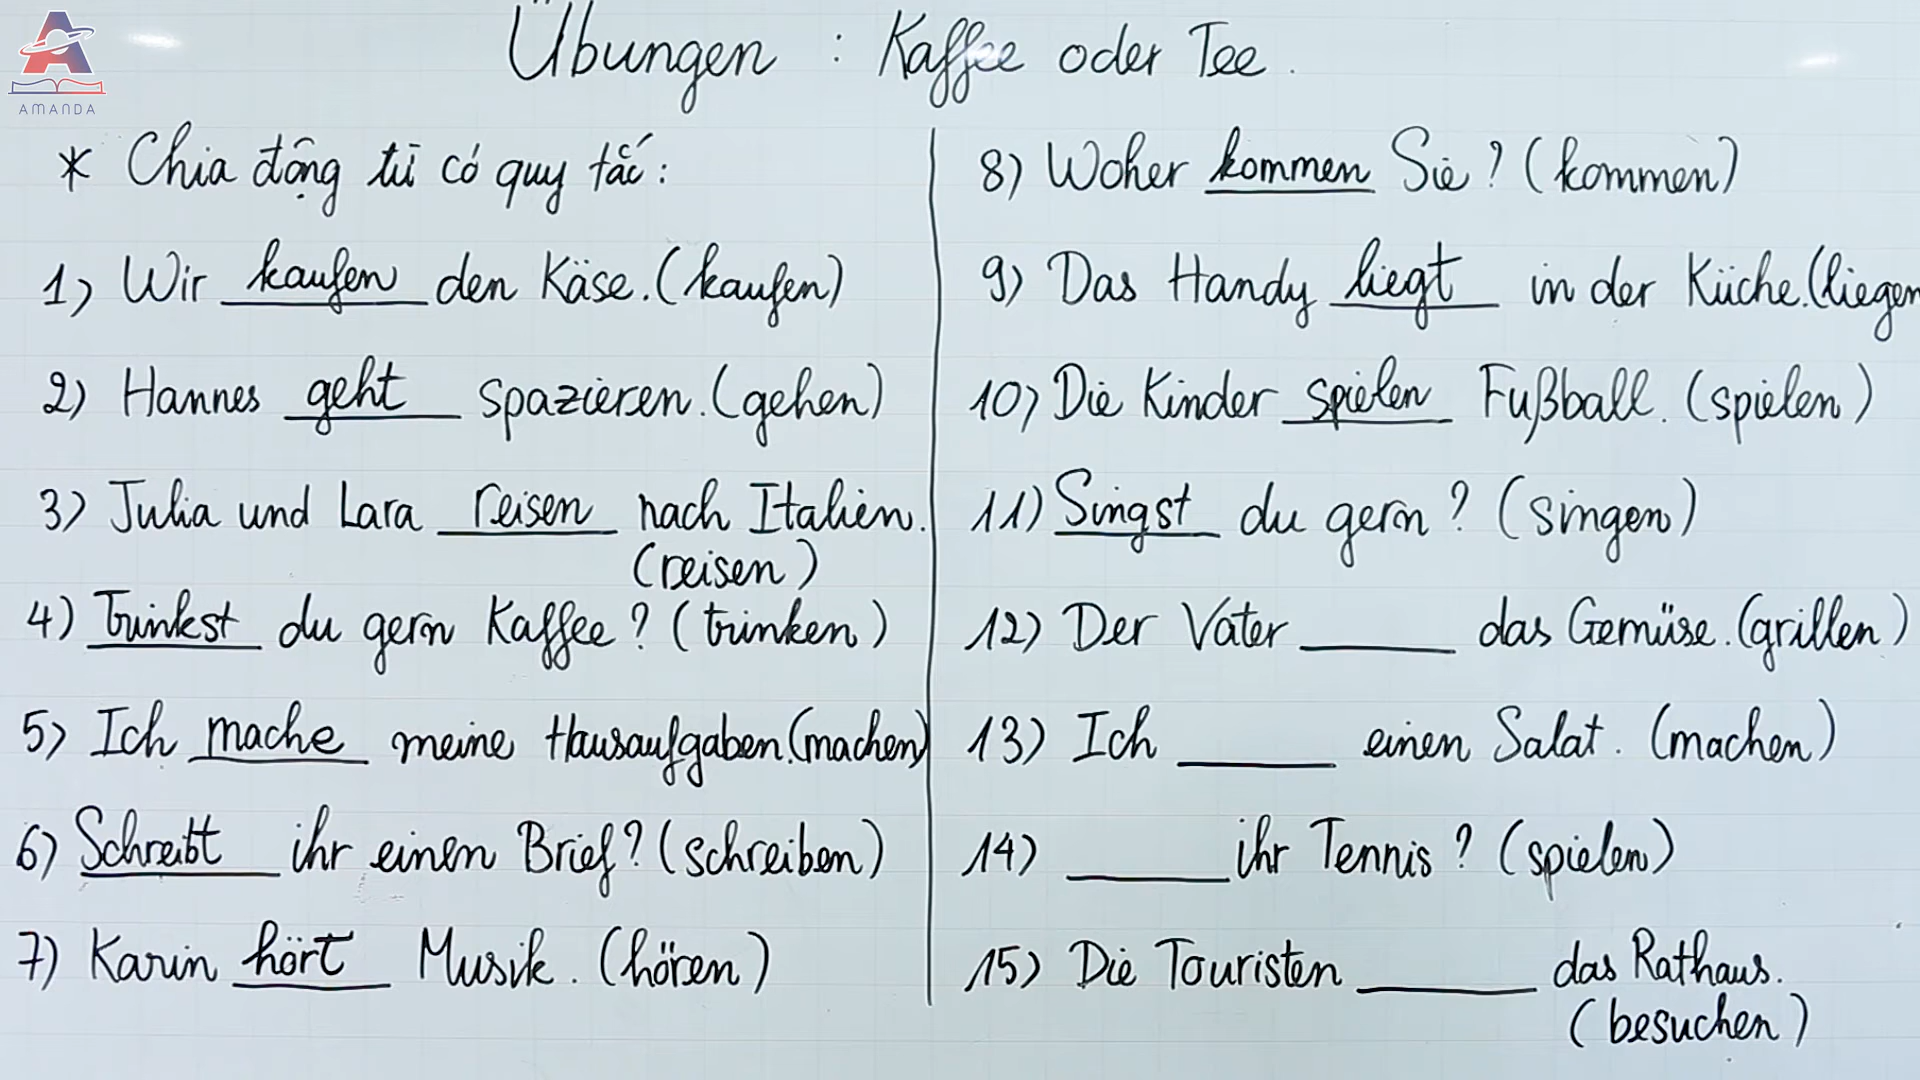 AMANDA
Übungen : Kaffee oder Tee.
* Chia động từ có quy tắc:
1) Wir kaufen den Käse. (kaufen)
2) Hannes geht spazieren. (gehen)
3) Julia und Lara reisen nach Italien.
(reisen)
4) Trinkst du gern Kaffee? (trinken)
5) Ich mache meine Hausaufgaben. (machen)
6) Schreibt ihr einen Brief? (schreiben)
7) Karin hört Musik. (hören)
8) Woher kommen Sie? (kommen)
9) Das Handy liegt in der Küche. (liegen
10) Die Kinder spielen Fußball. (spielen)
11) Singst du gern? (singen)
12) Der Vater ______ das Gemüse. (grillen)
13) Ich ______ einen Salat. (machen)
14) ______ ihr Tennis? (spielen)
15) Die Touristen ______ das Rathaus.
(besuchen)